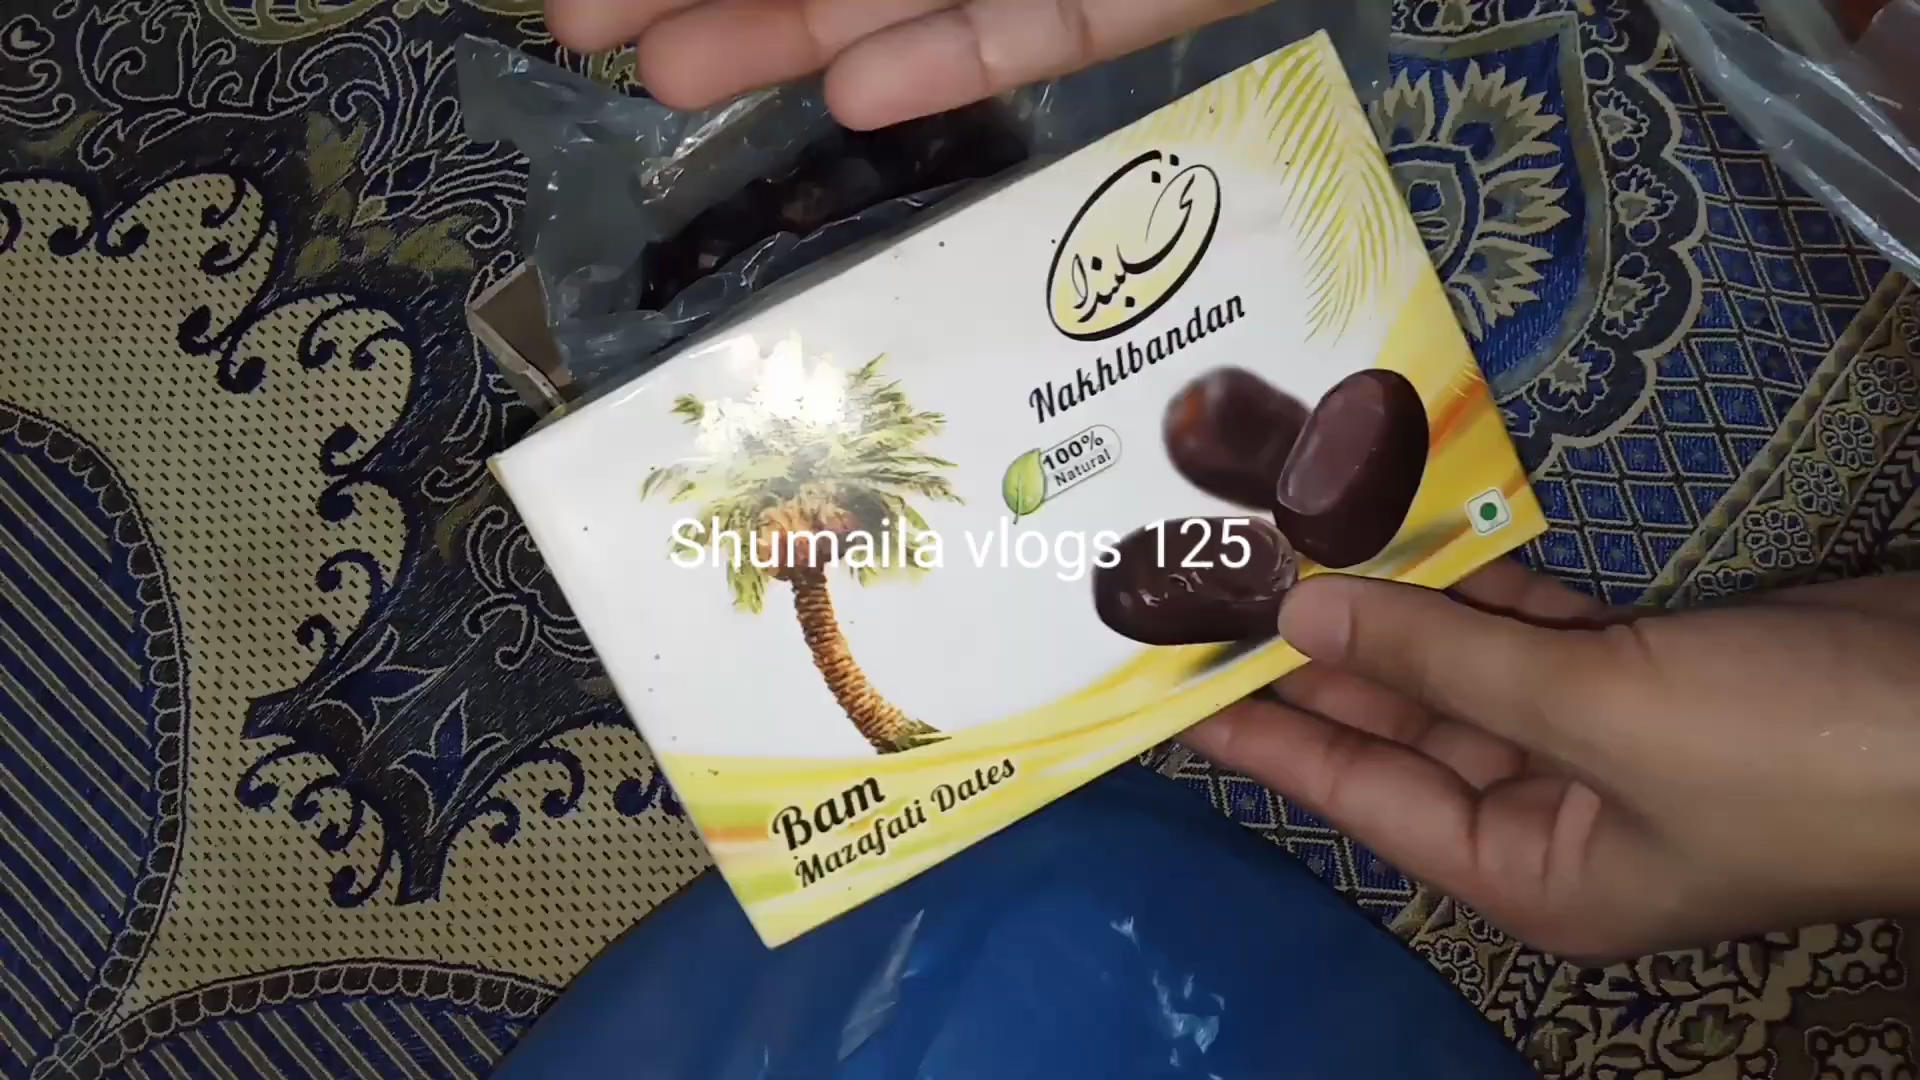 نخلبندان
Nakhlbandan
100%
Natural
Shumaila vlogs 125
Bam
Mazafati Dates